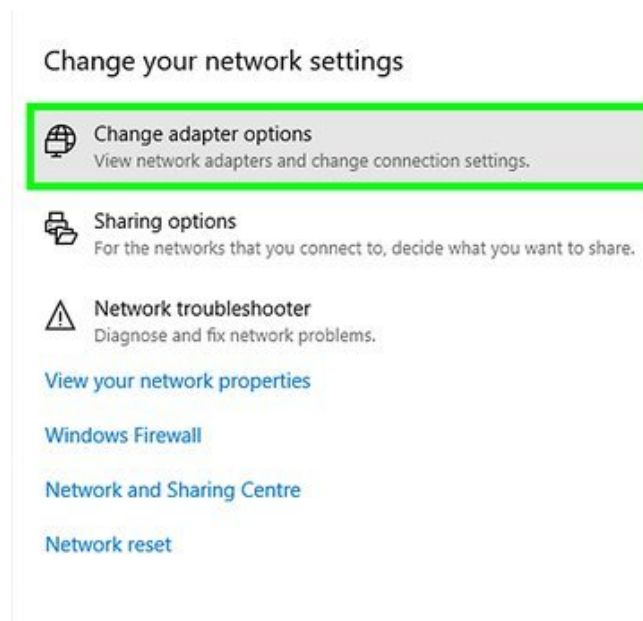 Change your network settings
Change adapter options
View network adapters and change connection settings.
Sharing options
For the networks that you connect to, decide what you want to share.
Network troubleshooter
Diagnose and fix network problems.
View your network properties
Windows Firewall
Network and Sharing Centre
Network reset